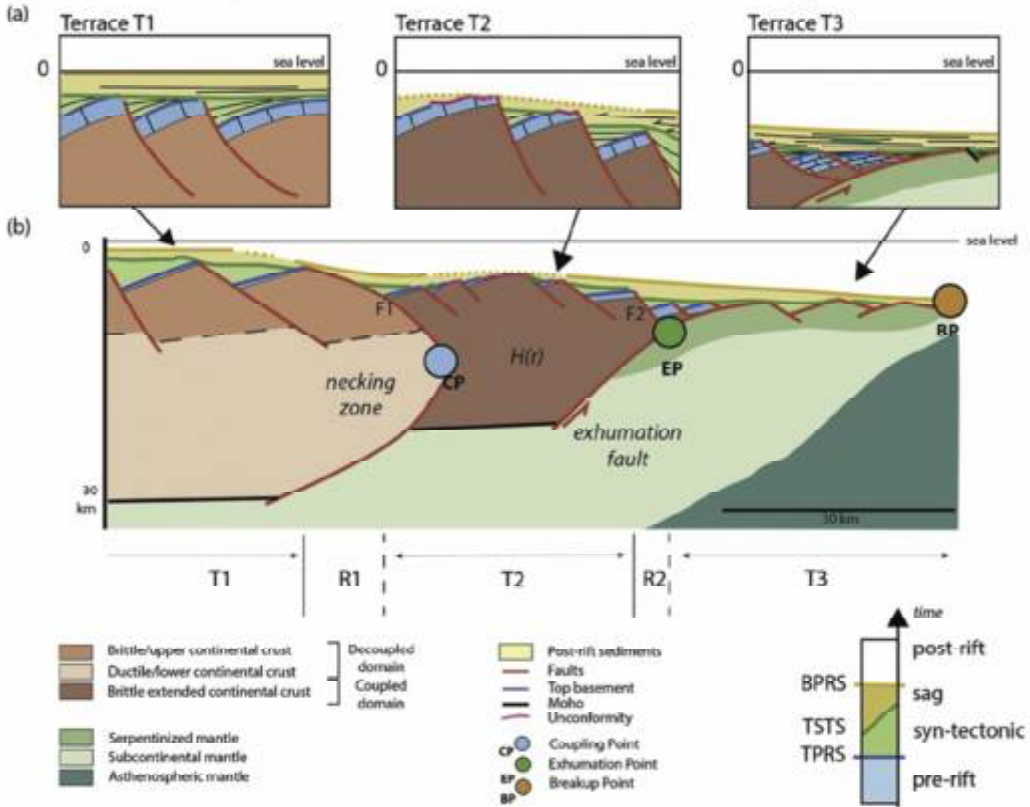 (a)
Terrace T1
Terrace T2
Terrace T3
0
sea level
0
sea level
0
sea level
(b)
0
sea level
F1
F2
H(r)
CP
EP
BP
necking
zone
exhumation
fault
30
km
30 km
T1
R1
T2
R2
T3
Brittle/upper continental crust
Ductile/lower continental crust
Brittle extended continental crust
Decoupled
domain
Coupled
domain
Serpentinized mantle
Subcontinental mantle
Asthenospheric mantle
Post-rift sediments
Faults
Top basement
Moho
Unconformity
CP Coupling Point
EP Exhumation Point
BP Breakup Point
time
post-rift
BPRS
sag
TSTS
syn-tectonic
TPRS
pre-rift